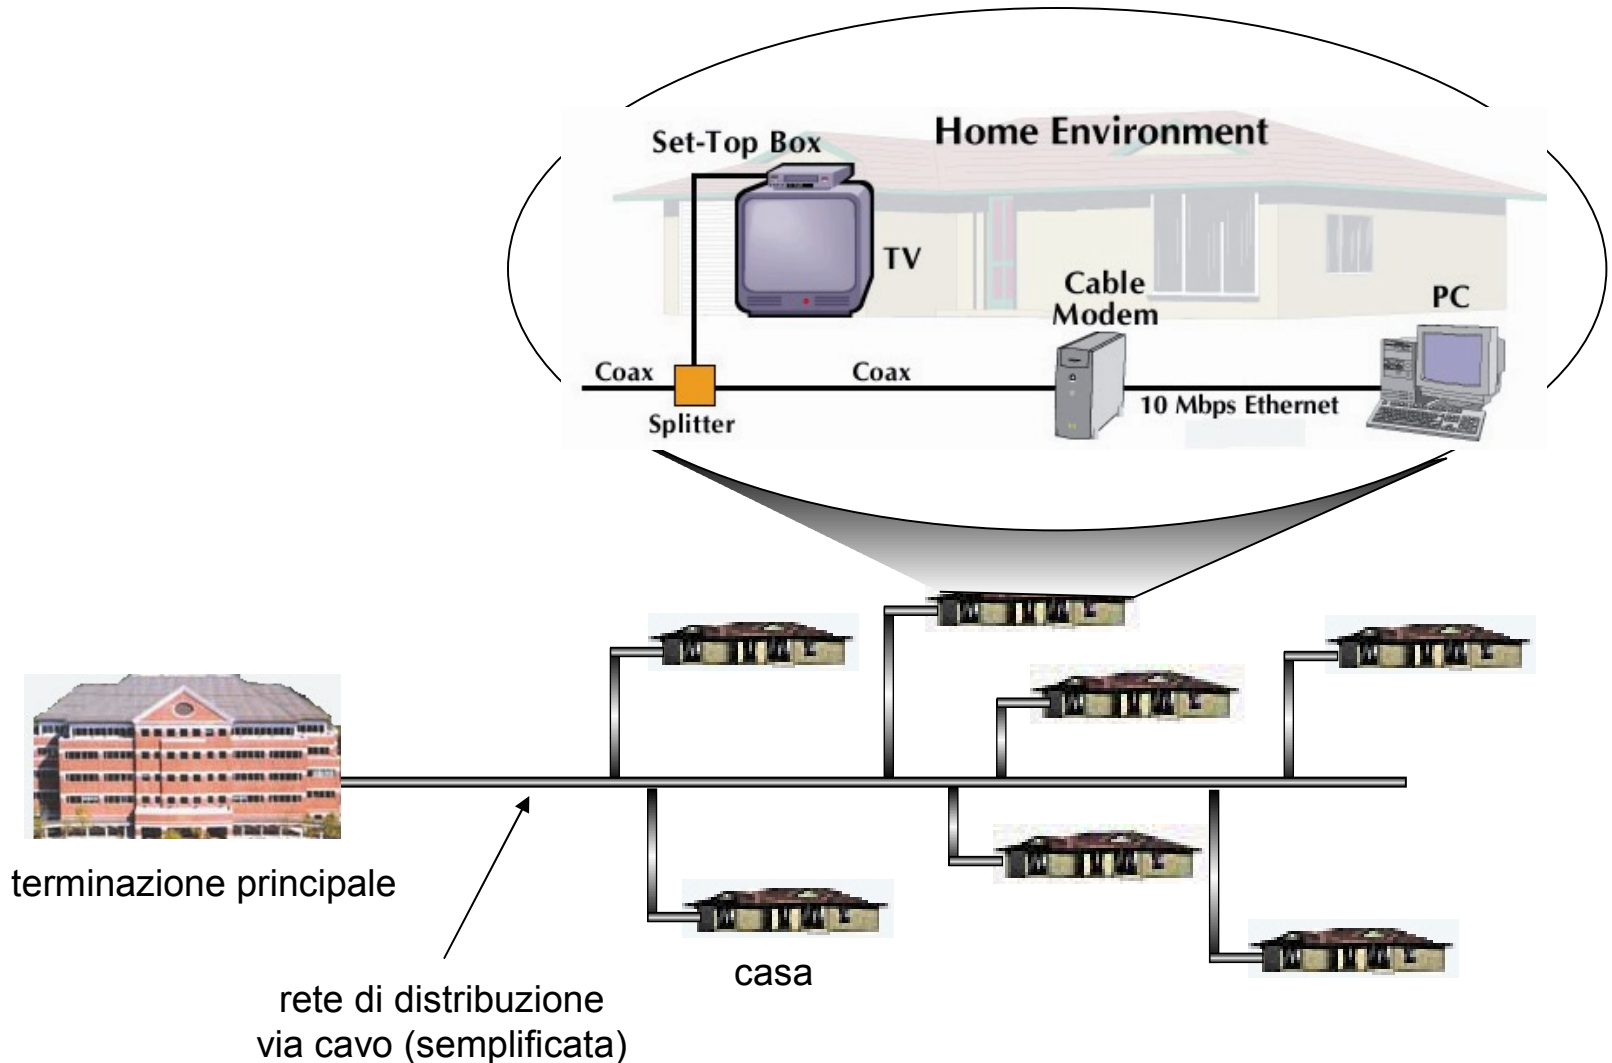 Home Environment
Set-Top Box
TV
Cable
Modem
PC
Coax
Coax
10 Mbps Ethernet
Splitter
terminazione principale
casa
rete di distribuzione
via cavo (semplificata)